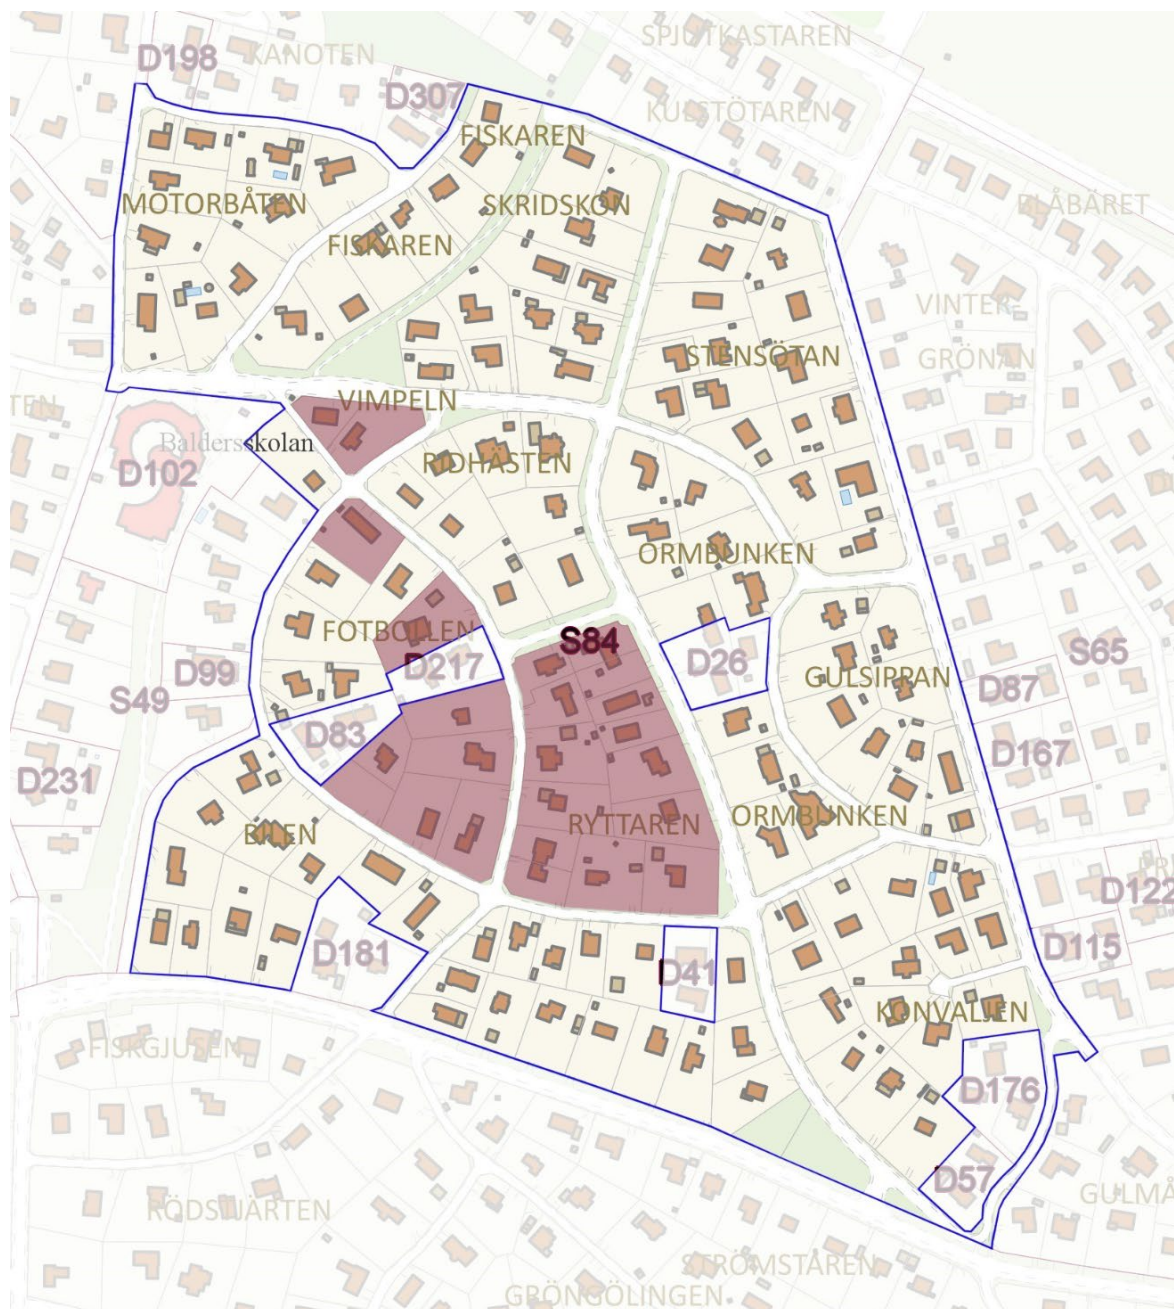 SPJUTKASTAREN
D198
KANOTEN
D307
KULSTÖTAREN
FISKAREN
MOTORBÅTEN
SKRIDSKON
BLÅBÄRET
FISKAREN
VINTER-
GRÖNAN
STENSÖTAN
VIMPELN
TEN
Baldersskolan
RIDHÄSTEN
D102
ORMBUNKEN
FOTBOLLEN
S84
S65
D217
D26
D99
GULSIPPAN
D87
S49
D83
D167
D231
BILEN
RYTTAREN
ORMBUNKEN
D122
D181
D41
D115
KONVALJEN
FISKGJUSEN
D176
D57
GULMÅ
RÖDSTJÄRTEN
STRÖMSTAREN
GRÖNGÖLINGEN